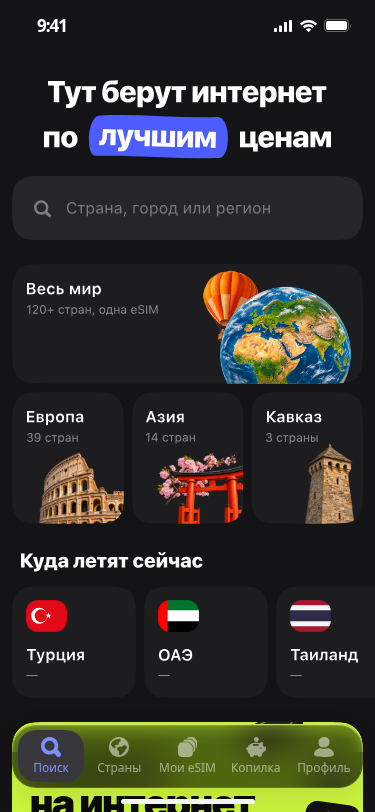 9:41
Тут берут интернет
по лучшим ценам
Страна, город или регион
Весь мир
120+ стран, одна eSIM
Европа
39 стран
Азия
14 стран
Кавказ
3 страны
Куда летят сейчас
Турция
—
ОАЭ
—
Таиланд
—
Поиск
Страны
Мои eSIM
Копилка
Профиль
на интернет